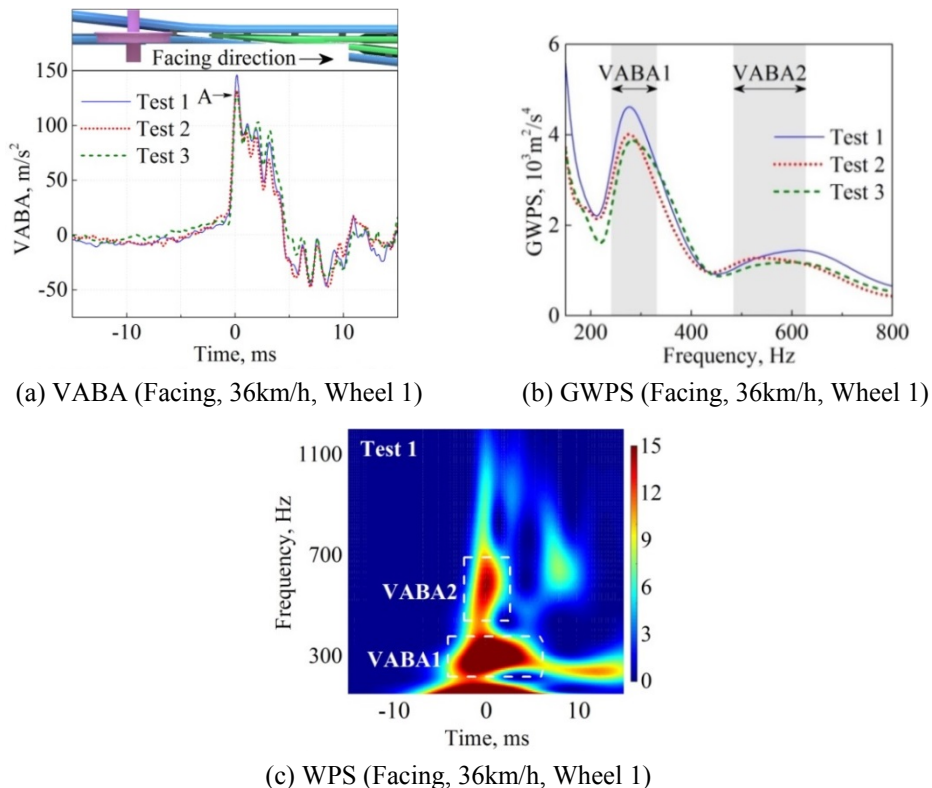 Facing direction
150
100
50
0
-50
VABA, m/s²
A
Test 1
Test 2
Test 3
-10 0 10
Time, ms
(a) VABA (Facing, 36km/h, Wheel 1)
6
4
2
0
GWPS, 10³m²/s⁴
VABA1 VABA2
Test 1
Test 2
Test 3
200 400 600 800
Frequency, Hz
(b) GWPS (Facing, 36km/h, Wheel 1)
Test 1
1100
700
300
Frequency, Hz
VABA2
VABA1
15
12
9
6
3
0
-10 0 10
Time, ms
(c) WPS (Facing, 36km/h, Wheel 1)